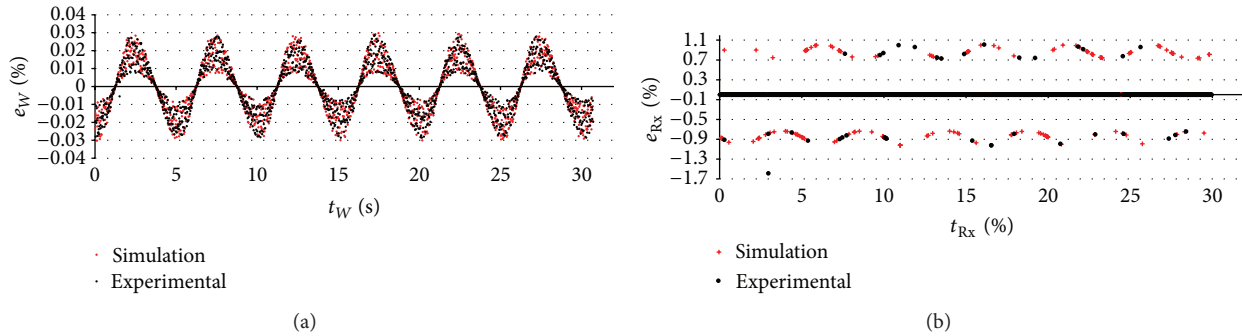 0.04
0.03
0.02
0.01
0
−0.01
−0.02
−0.03
−0.04
e_W (%)
0 5 10 15 20 25 30
t_W (s)
Simulation
Experimental
(a)
1.1
0.7
0.3
−0.1
−0.5
−0.9
−1.3
−1.7
e_Rx (%)
0 5 10 15 20 25 30
t_Rx (%)
Simulation
Experimental
(b)